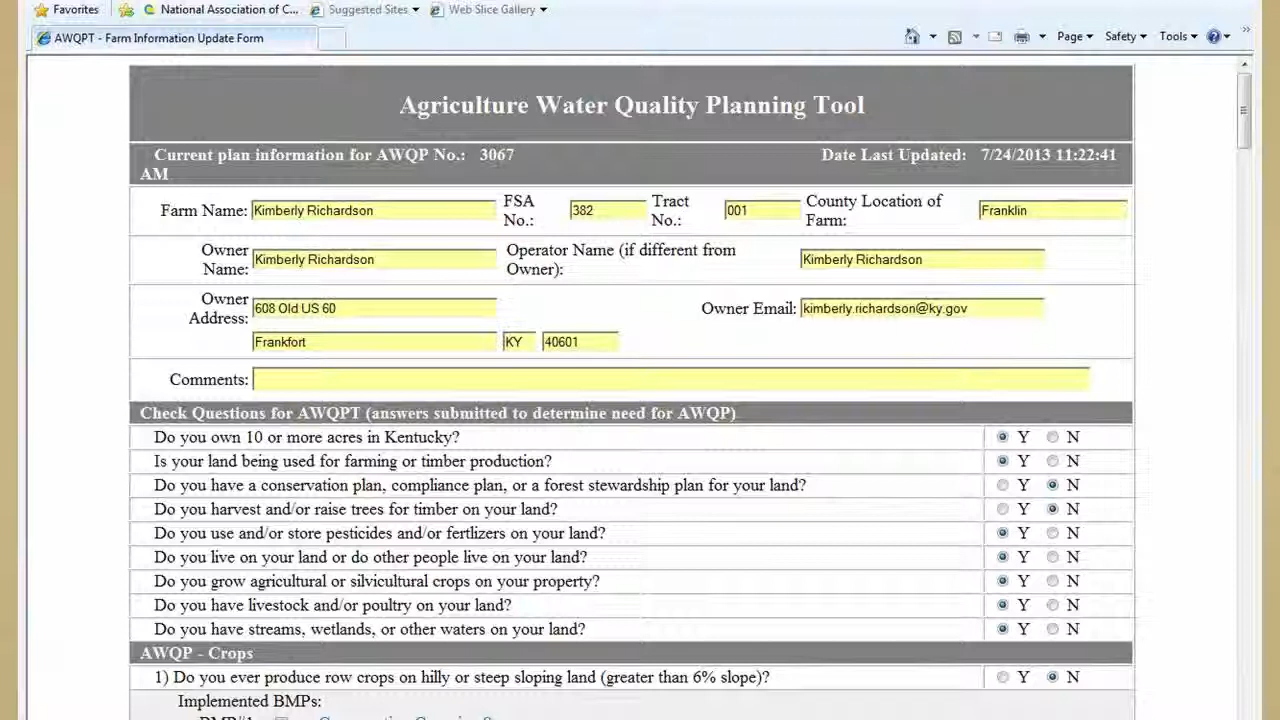 Favorites National Association of C... Suggested Sites Web Slice Gallery
AWQPT - Farm Information Update Form Page Safety Tools
Agriculture Water Quality Planning Tool
Current plan information for AWQP No.: 3067 Date Last Updated: 7/24/2013 11:22:41
AM
Farm Name: Kimberly Richardson FSA No.: 382 Tract No.: 001 County Location of Farm: Franklin
Owner Name: Kimberly Richardson Operator Name (if different from Owner): Kimberly Richardson
Owner Address: 608 Old US 60 Owner Email: kimberly.richardson@ky.gov
Frankfort KY 40601
Comments:
Check Questions for AWQPT (answers submitted to determine need for AWQP)
Do you own 10 or more acres in Kentucky? Y N
Is your land being used for farming or timber production? Y N
Do you have a conservation plan, compliance plan, or a forest stewardship plan for your land? Y N
Do you harvest and/or raise trees for timber on your land? Y N
Do you use and/or store pesticides and/or fertlizers on your land? Y N
Do you live on your land or do other people live on your land? Y N
Do you grow agricultural or silvicultural crops on your property? Y N
Do you have livestock and/or poultry on your land? Y N
Do you have streams, wetlands, or other waters on your land? Y N
AWQP - Crops
1) Do you ever produce row crops on hilly or steep sloping land (greater than 6% slope)? Y N
Implemented BMPs: